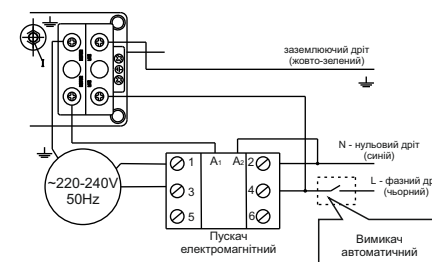 заземлюючий дріт
(жовто-зелений)
N - нульовий дріт
(синій)
L - фазний др
(чорний)
1
A1
A2
2
3
4
5
6
~220-240V
50Hz
Пускач
електромагнітний
Вимикач
автоматичний